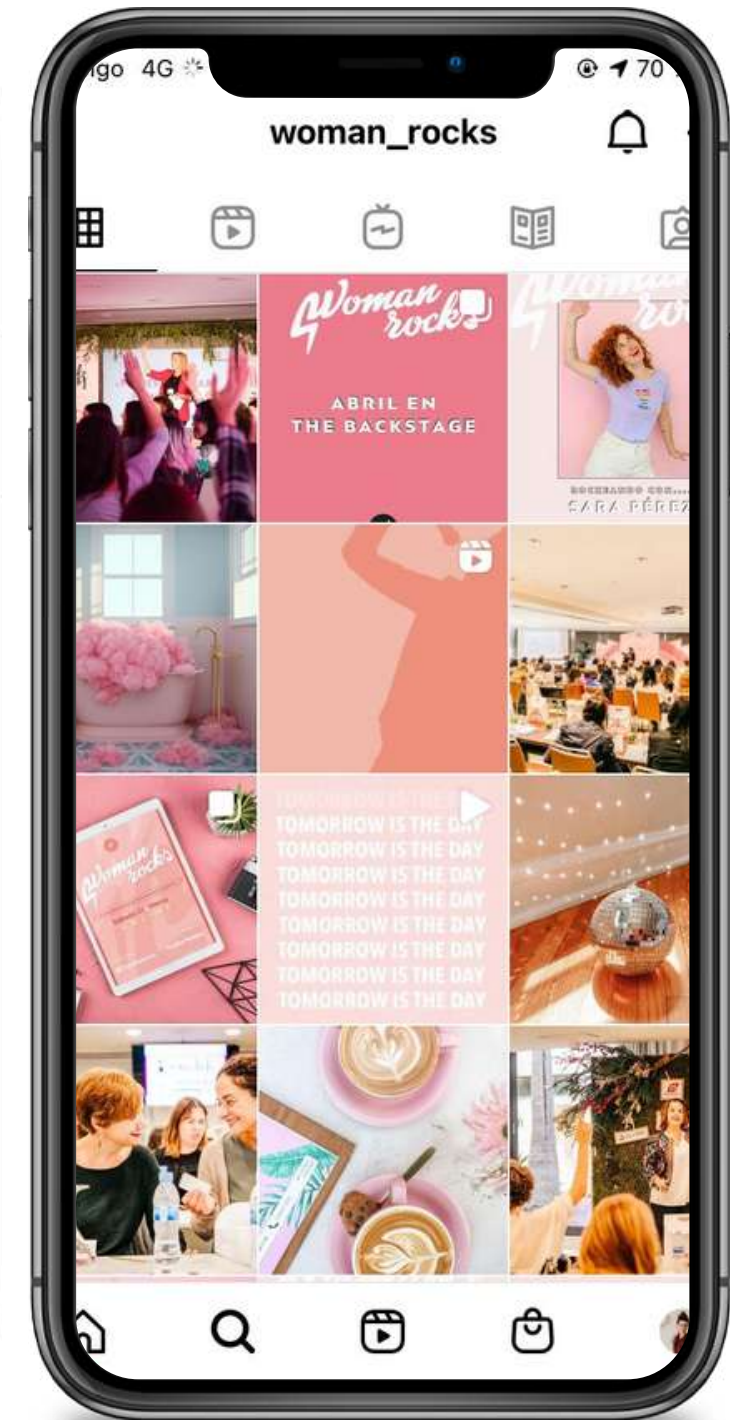 4G 70
woman_rocks
Woman
rocks
ABRIL EN
THE BACKSTAGE
ROCKEANDO CON....
SARA PÉREZ
Woman
rocks
TOMORROW IS THE DAY
TOMORROW IS THE DAY
TOMORROW IS THE DAY
TOMORROW IS THE DAY
TOMORROW IS THE DAY
TOMORROW IS THE DAY
TOMORROW IS THE DAY
TOMORROW IS THE DAY